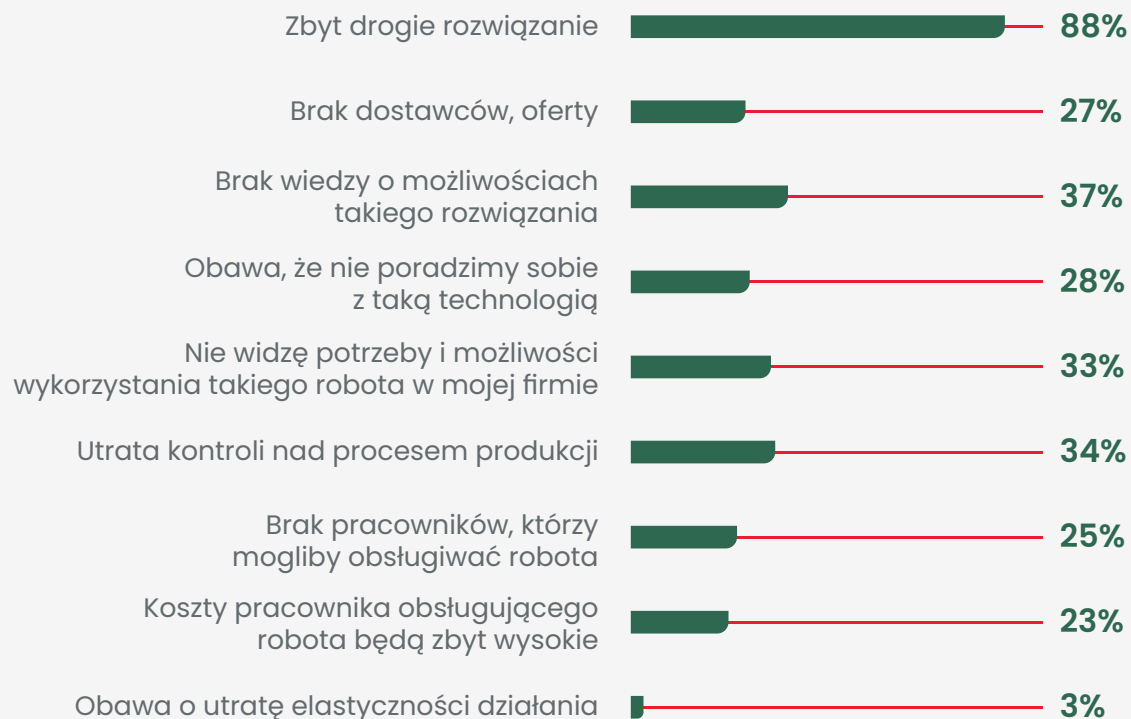 Zbyt drogie rozwiązanie 88%
Brak dostawców, oferty 27%
Brak wiedzy o możliwościach
takiego rozwiązania 37%
Obawa, że nie poradzimy sobie
z taką technologią 28%
Nie widzę potrzeby i możliwości
wykorzystania takiego robota w mojej firmie 33%
Utrata kontroli nad procesem produkcji 34%
Brak pracowników, którzy
mogliby obsługiwać robota 25%
Koszty pracownika obsługującego
robota będą zbyt wysokie 23%
Obawa o utratę elastyczności działania 3%